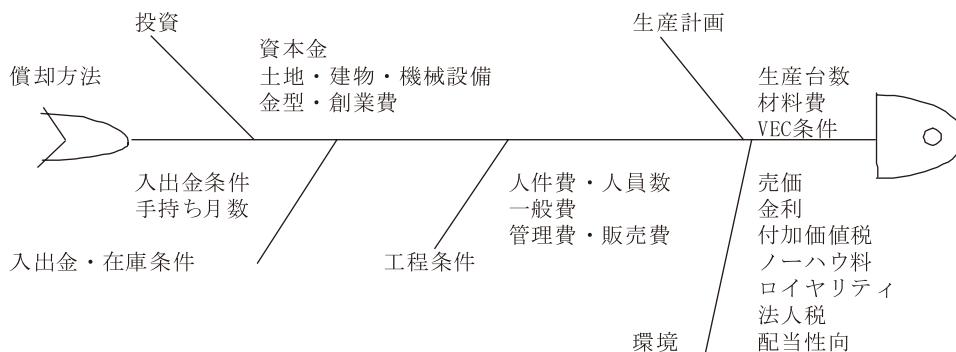 投資
償却方法
資本金
土地・建物・機械設備
金型・創業費
生産計画
生産台数
材料費
VEC条件
入出金条件
手持ち月数
入出金・在庫条件
人件費・人員数
一般費
管理費・販売費
工程条件
売価
金利
付加価値税
ノーハウ料
ロイヤリティ
法人税
配当性向
環境